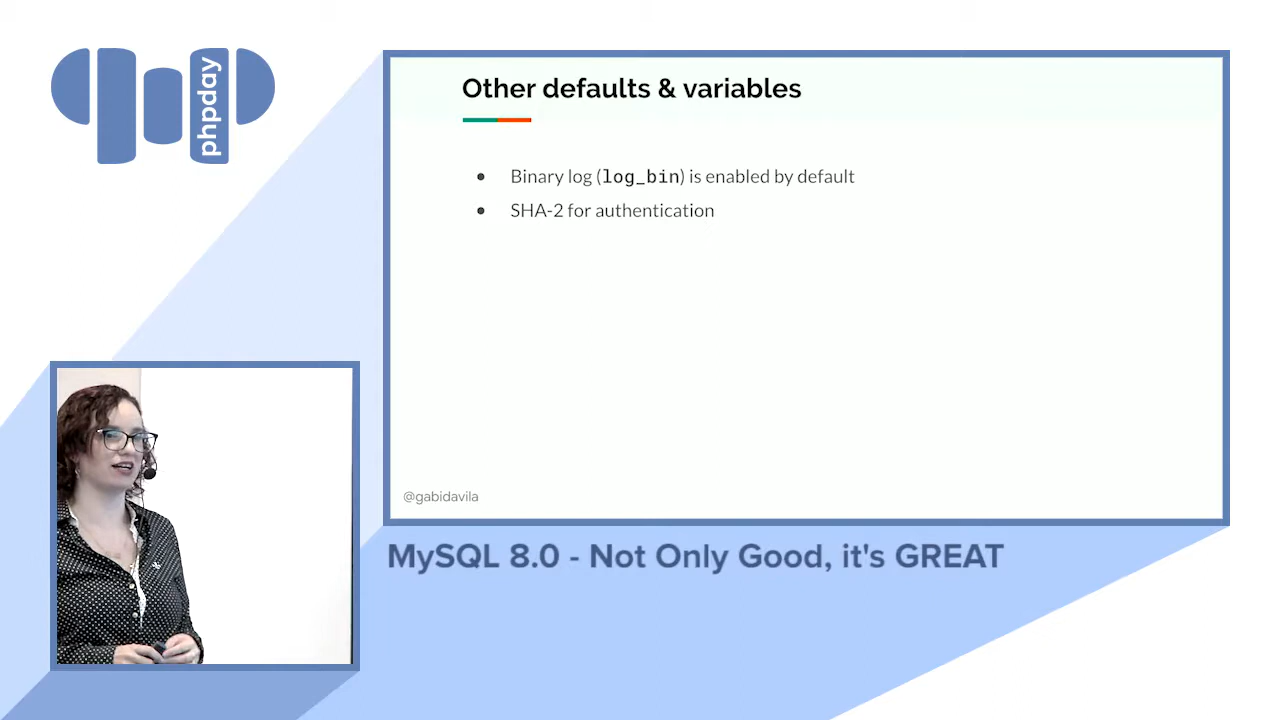 phpday
Other defaults & variables
● Binary log (log_bin) is enabled by default
● SHA-2 for authentication
@gabidavila
MySQL 8.0 - Not Only Good, it's GREAT